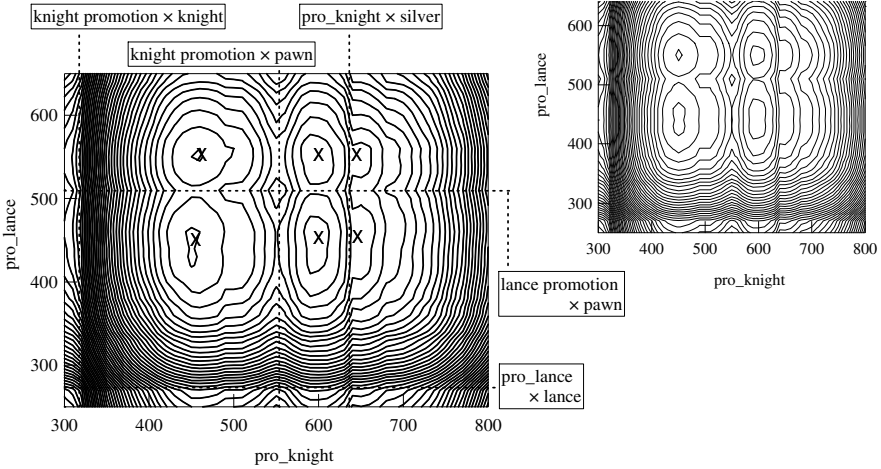 knight promotion × knight
pro_knight × silver
knight promotion × pawn
600
500
400
300
pro_lance
300 400 500 600 700 800
pro_knight
X X X
X X X
lance promotion
× pawn
pro_lance
× lance
600
500
400
300
pro_lance
300 400 500 600 700 800
pro_knight